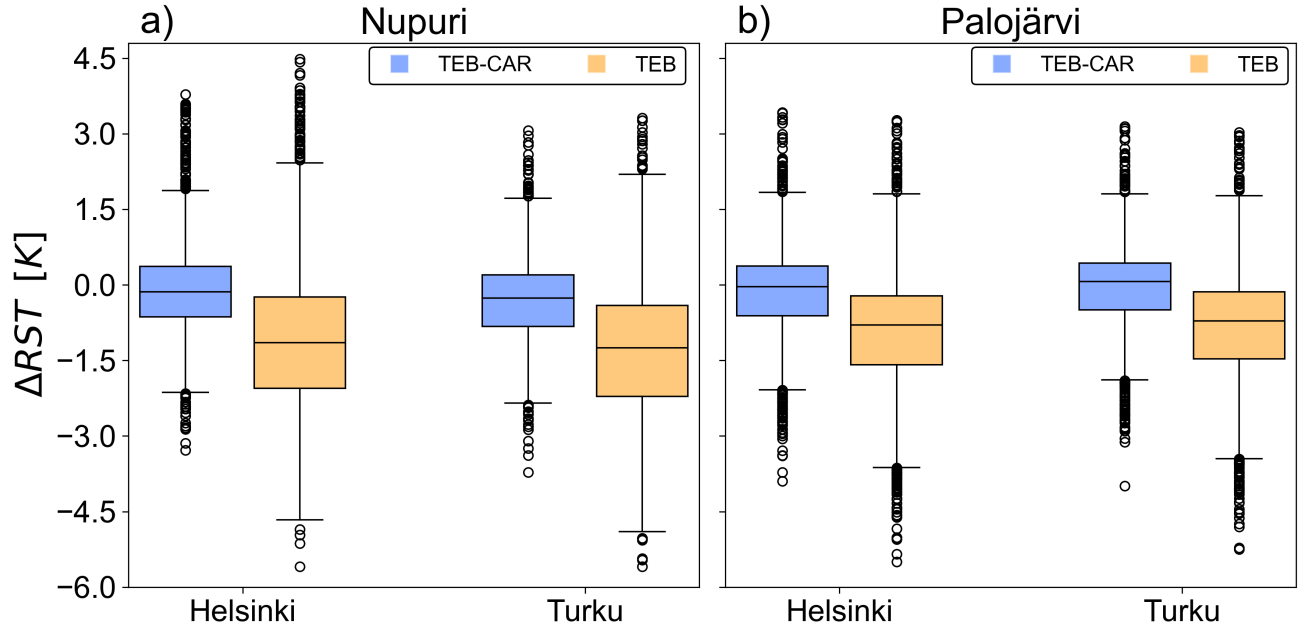 a) Nupuri
b) Palojärvi
TEB-CAR TEB
TEB-CAR TEB
ΔRST [K]
4.5
3.0
1.5
0.0
−1.5
−3.0
−4.5
−6.0
Helsinki Turku
Helsinki Turku